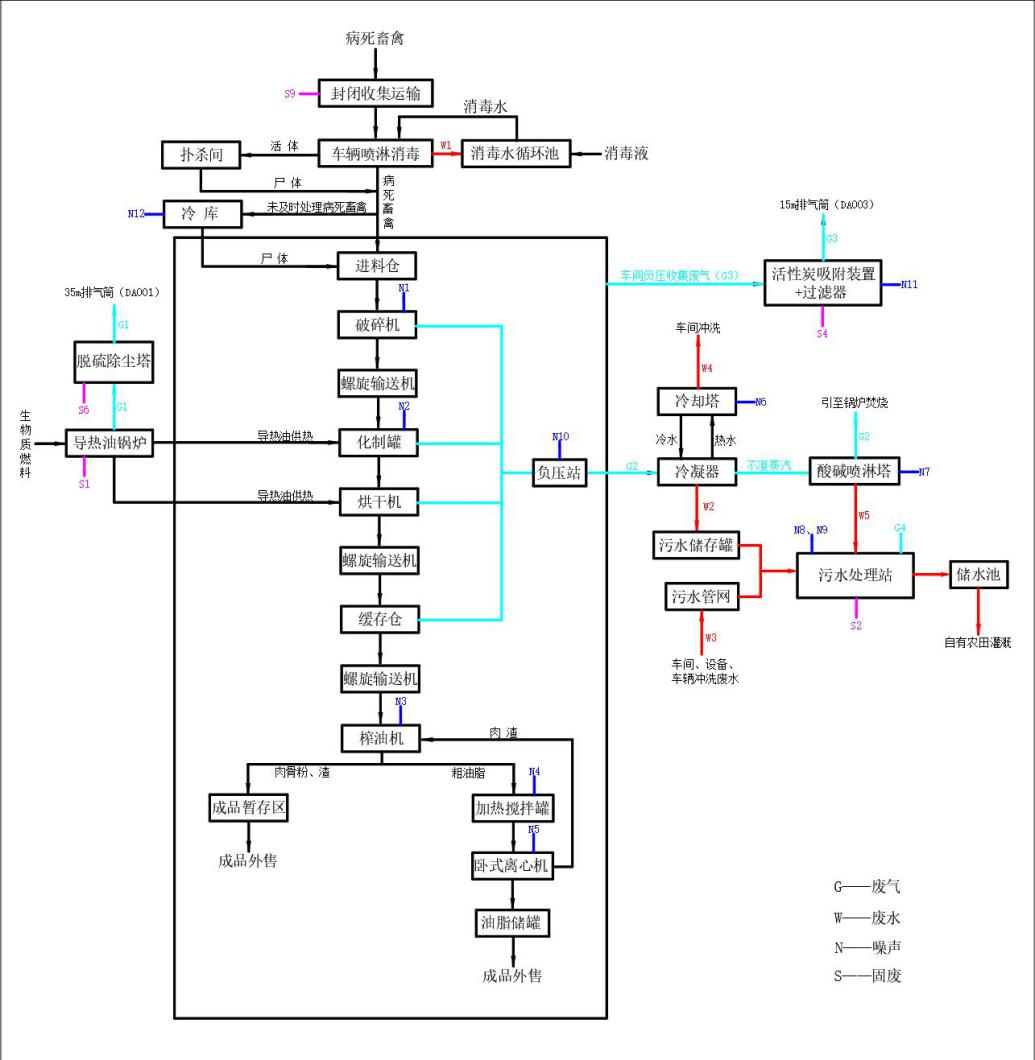 病死畜禽
S9
封闭收集运输
消毒水
扑杀间
活体
车辆喷淋消毒
W1
消毒水循环池
消毒液
尸体
病死畜禽
N12
冷库
未及时处理病死畜禽
15m排气筒（DA003）
G3
尸体
进料仓
车间负压收集废气（G3）
活性炭吸附装置
+过滤器
N11
S4
35m排气筒（DA001）
G1
N1
破碎机
车间冲洗
W4
脱硫除尘塔
S6
G1
螺旋输送机
冷却塔
N6
引至锅炉焚烧
G2
生物质燃料
导热油锅炉
S1
导热油供热
N2
化制罐
N10
负压站
G2
冷水
热水
冷凝器
不凝蒸汽
酸碱喷淋塔
N7
导热油供热
烘干机
W2
W5
螺旋输送机
污水储存罐
N8、N9
G4
污水处理站
S2
储水池
缓存仓
污水管网
W3
自有农田灌溉
车间、设备、
车辆冲洗废水
螺旋输送机
N3
榨油机
肉渣
肉骨粉、渣
粗油脂
N4
成品暂存区
加热搅拌罐
N5
成品外售
卧式离心机
油脂储罐
成品外售
G——废气
W——废水
N——噪声
S——固废